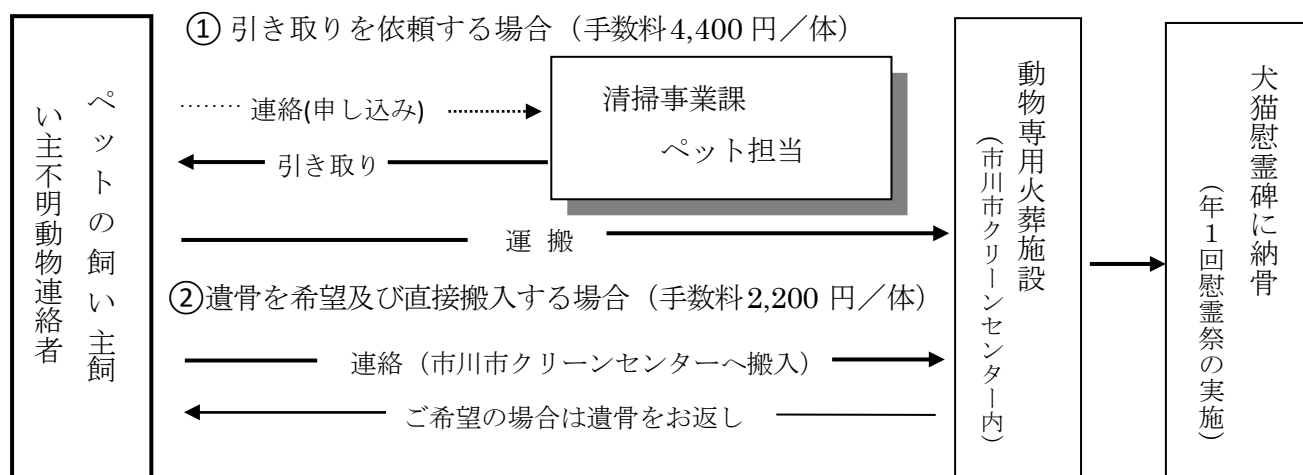 ペットの飼い主飼
い主不明動物連絡者
① 引き取りを依頼する場合（手数料4,400 円／体）
連絡(申し込み)
引き取り
清掃事業課
ペット担当
運 搬
②遺骨を希望及び直接搬入する場合（手数料2,200 円／体）
連絡（市川市クリーンセンターへ搬入）
ご希望の場合は遺骨をお返し
動物専用火葬施設
（市川市クリーンセンター内）
犬猫慰霊碑に納骨
（年１回慰霊祭の実施）